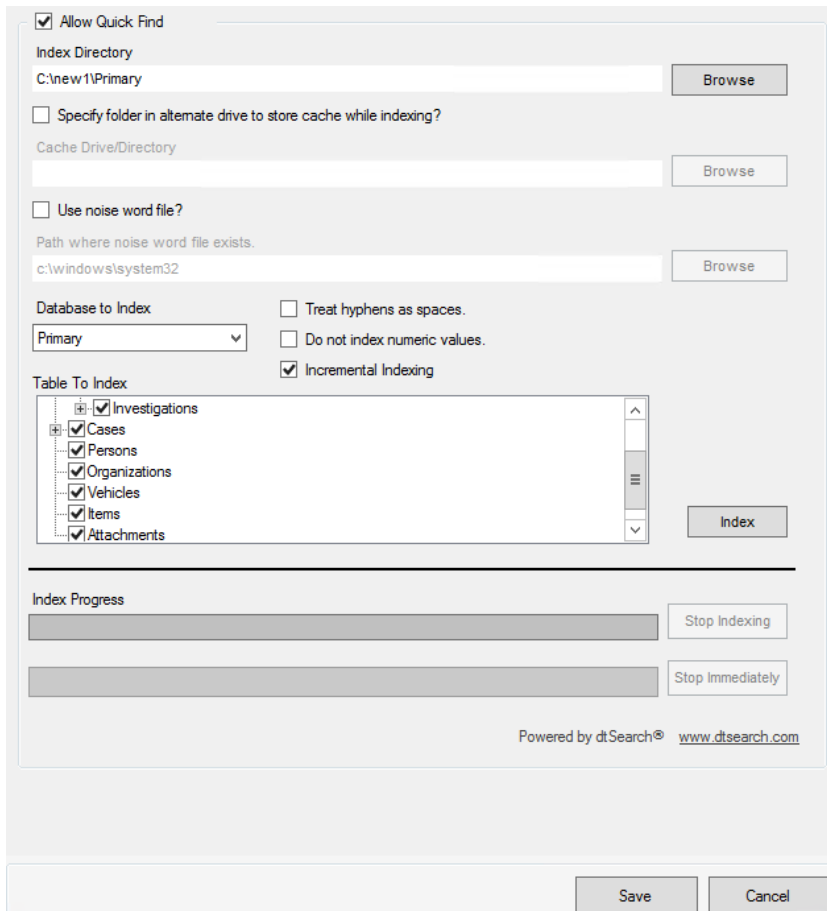 Allow Quick Find
Index Directory
C:\new1\Primary
Browse
Specify folder in alternate drive to store cache while indexing?
Cache Drive/Directory
Browse
Use noise word file?
Path where noise word file exists.
c:\windows\system32
Browse
Database to Index
Primary
Treat hyphens as spaces.
Do not index numeric values.
Incremental Indexing
Table To Index
Investigations
Cases
Persons
Organizations
Vehicles
Items
Attachments
Index
Index Progress
Stop Indexing
Stop Immediately
Powered by dtSearch® www.dtsearch.com
Save Cancel